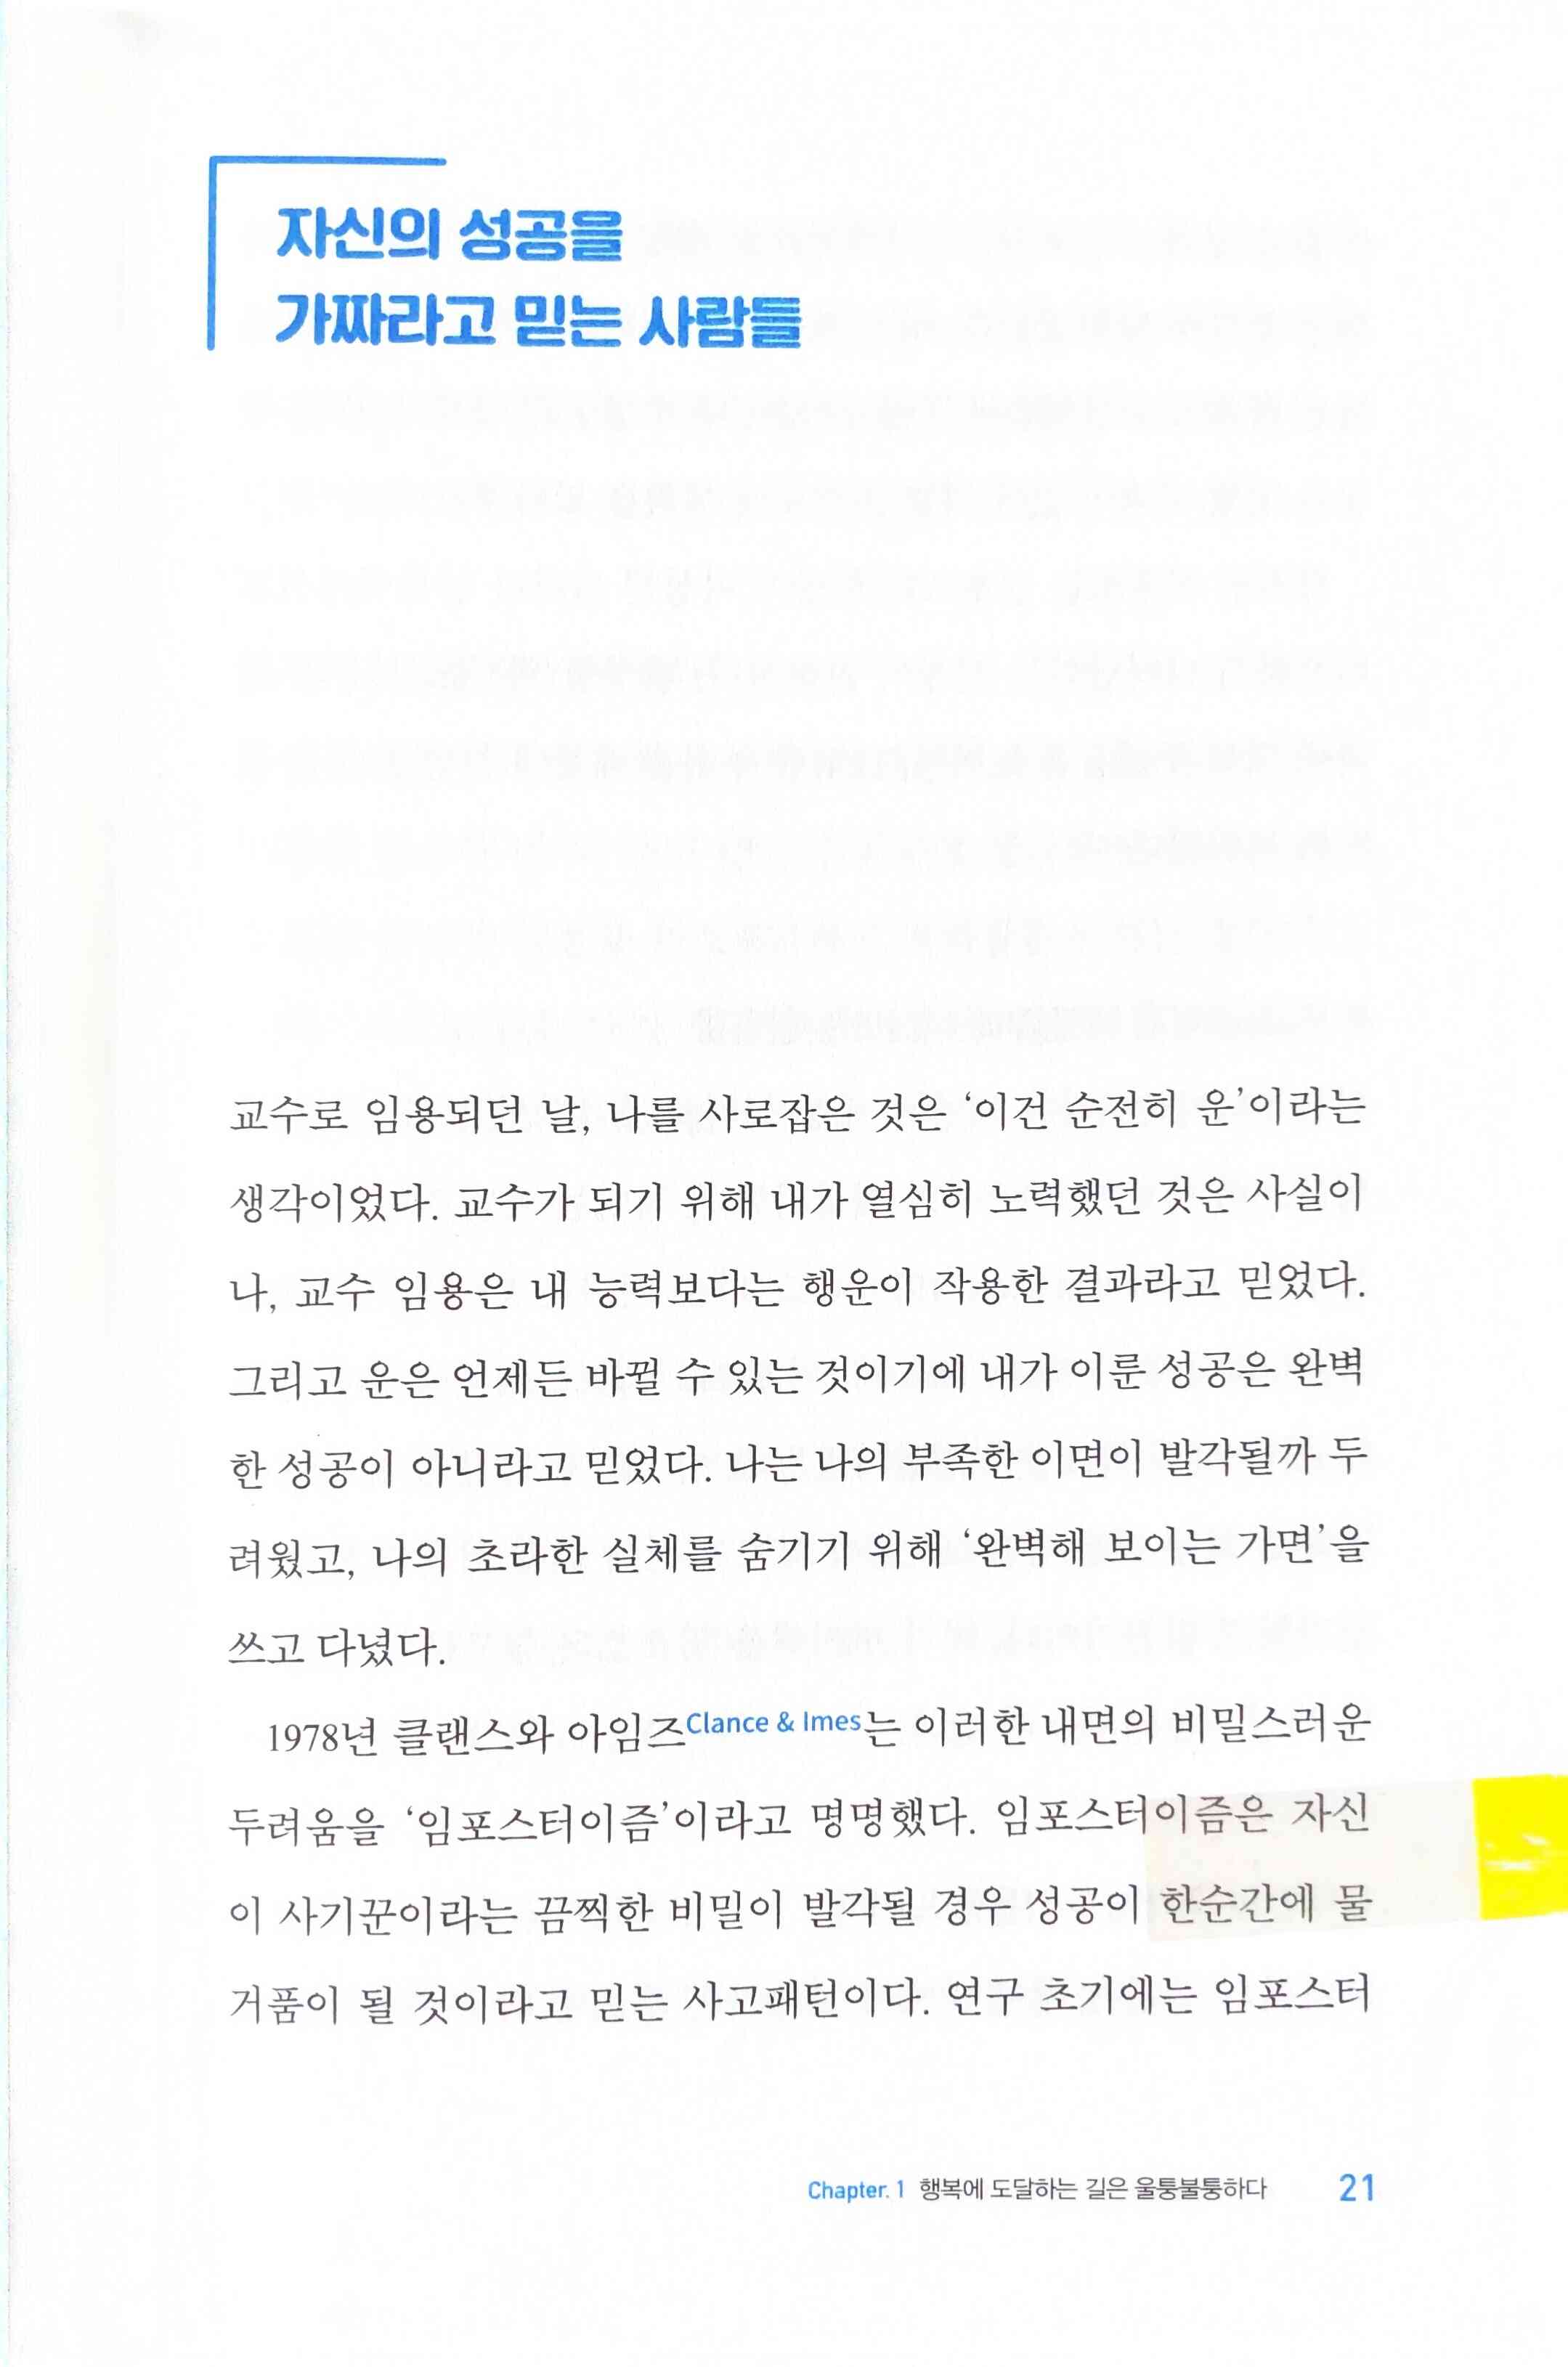 자신의 성공을
가짜라고 믿는 사람들
교수로 임용되던 날, 나를 사로잡은 것은 ‘이건 순전히 운’이라는
생각이었다. 교수가 되기 위해 내가 열심히 노력했던 것은 사실이
나, 교수 임용은 내 능력보다는 행운이 작용한 결과라고 믿었다.
그리고 운은 언제든 바뀔 수 있는 것이기에 내가 이룬 성공은 완벽
한 성공이 아니라고 믿었다. 나는 나의 부족한 이면이 발각될까 두
려웠고, 나의 초라한 실체를 숨기기 위해 ‘완벽해 보이는 가면’을
쓰고 다녔다.
1978년 클랜스와 아임즈Clance & Imes는 이러한 내면의 비밀스러운
두려움을 ‘임포스터이즘’이라고 명명했다. 임포스터이즘은 자신
이 사기꾼이라는 끔찍한 비밀이 발각될 경우 성공이 한순간에 물
거품이 될 것이라고 믿는 사고패턴이다. 연구 초기에는 임포스터
Chapter. 1 행복에 도달하는 길은 울퉁불퉁하다 21